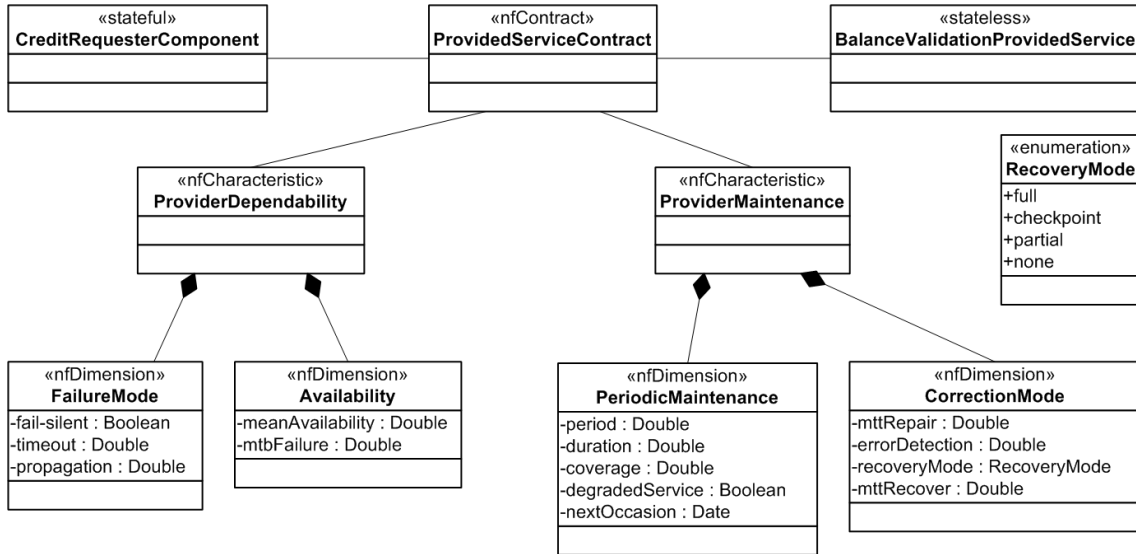 «stateful»
CreditRequesterComponent
«nfContract»
ProvidedServiceContract
«stateless»
BalanceValidationProvidedService
«enumeration»
RecoveryMode
+full
+checkpoint
+partial
+none
«nfCharacteristic»
ProviderDependability
«nfCharacteristic»
ProviderMaintenance
«nfDimension»
FailureMode
-fail-silent : Boolean
-timeout : Double
-propagation : Double
«nfDimension»
Availability
-meanAvailability : Double
-mtbFailure : Double
«nfDimension»
PeriodicMaintenance
-period : Double
-duration : Double
-coverage : Double
-degradedService : Boolean
-nextOccasion : Date
«nfDimension»
CorrectionMode
-mttRepair : Double
-errorDetection : Double
-recoveryMode : RecoveryMode
-mttRecover : Double